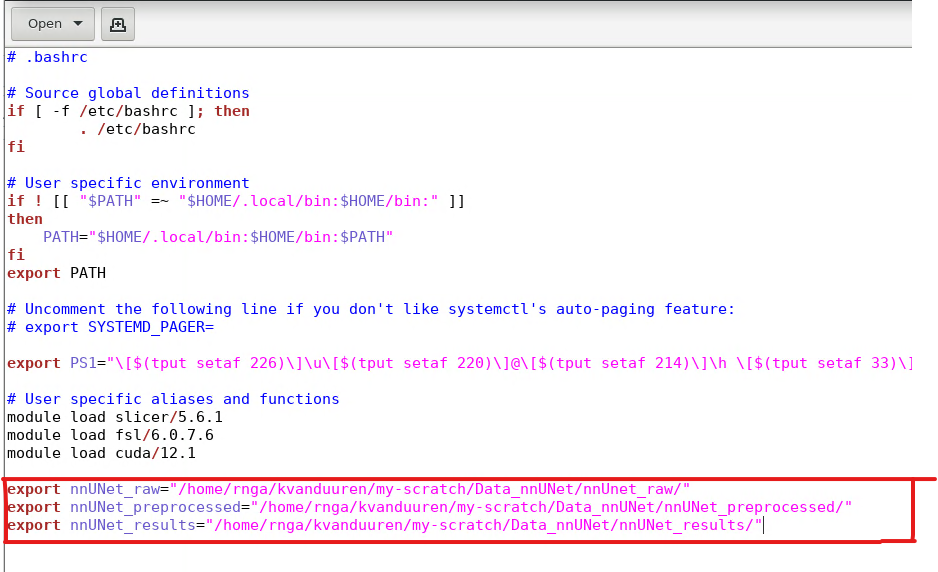 Open
# .bashrc
# Source global definitions
if [ -f /etc/bashrc ]; then
        . /etc/bashrc
fi
# User specific environment
if ! [[ "$PATH" =~ "$HOME/.local/bin:$HOME/bin:" ]]
then
    PATH="$HOME/.local/bin:$HOME/bin:$PATH"
fi
export PATH
# Uncomment the following line if you don't like systemctl's auto-paging feature:
# export SYSTEMD_PAGER=
export PS1="\[$(tput setaf 226)\]\u\[$(tput setaf 220)\]@\[$(tput setaf 214)\]\h \[$(tput setaf 33)\]
# User specific aliases and functions
module load slicer/5.6.1
module load fsl/6.0.7.6
module load cuda/12.1
export nnUNet_raw="/home/rnga/kvanduuren/my-scratch/Data_nnUNet/nnUnet_raw/"
export nnUNet_preprocessed="/home/rnga/kvanduuren/my-scratch/Data_nnUNet/nnUNet_preprocessed/"
export nnUNet_results="/home/rnga/kvanduuren/my-scratch/Data_nnUNet/nnUNet_results/"